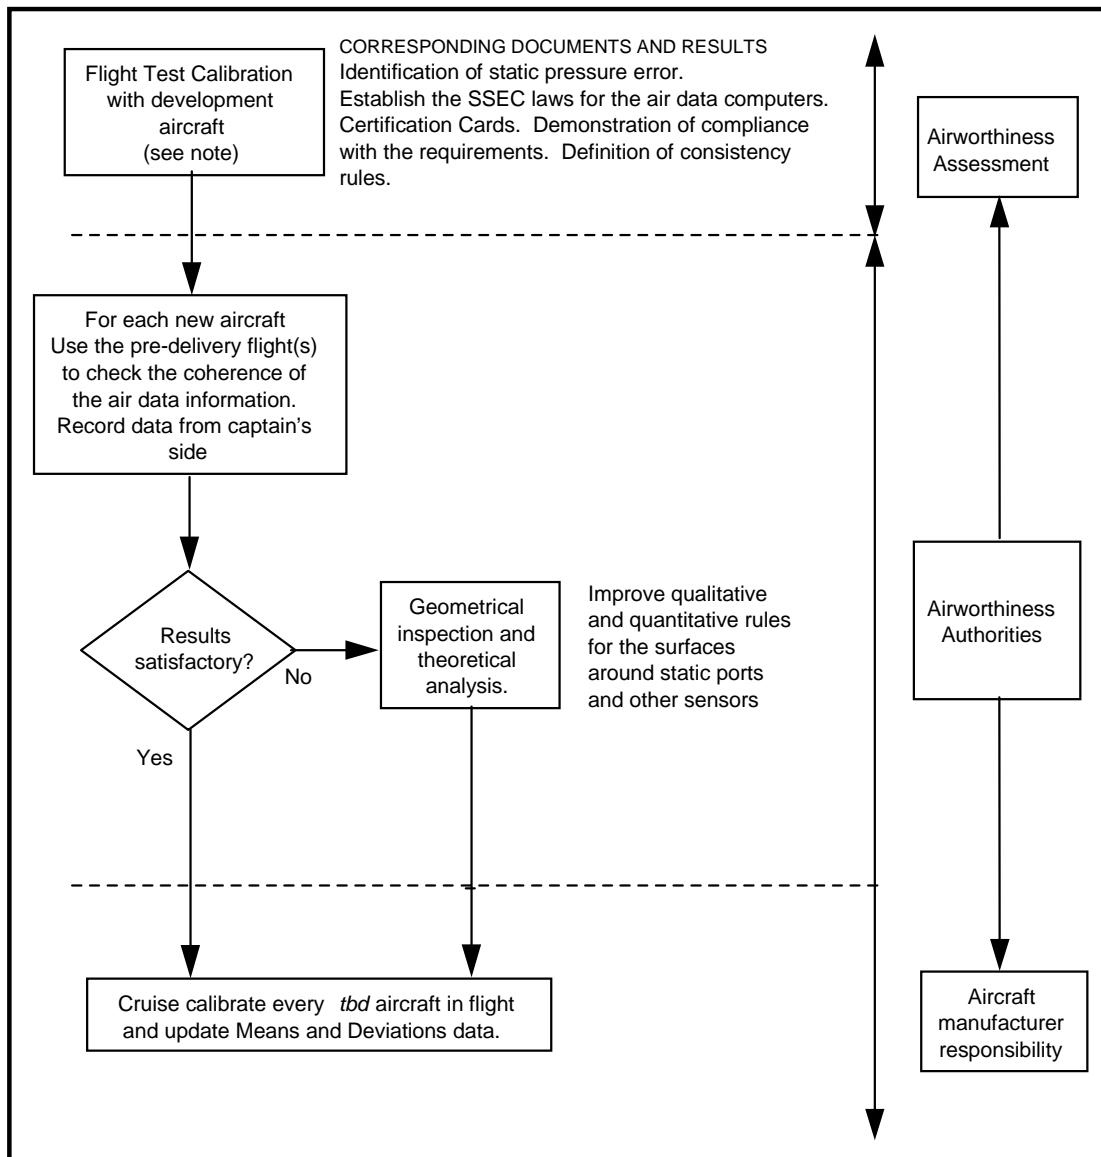 Flight Test Calibration
with development
aircraft
(see note)
CORRESPONDING DOCUMENTS AND RESULTS
Identification of static pressure error.
Establish the SSEC laws for the air data computers.
Certification Cards.  Demonstration of compliance
with the requirements.  Definition of consistency
rules.
Airworthiness
Assessment
For each new aircraft
Use the pre-delivery flight(s)
to check the coherence of
the air data information.
Record data from captain's
side
Results
satisfactory?
No
Yes
Geometrical
inspection and
theoretical
analysis.
Improve qualitative
and quantitative rules
for the surfaces
around static ports
and other sensors
Airworthiness
Authorities
Cruise calibrate every tbd aircraft in flight
and update Means and Deviations data.
Aircraft
manufacturer
responsibility